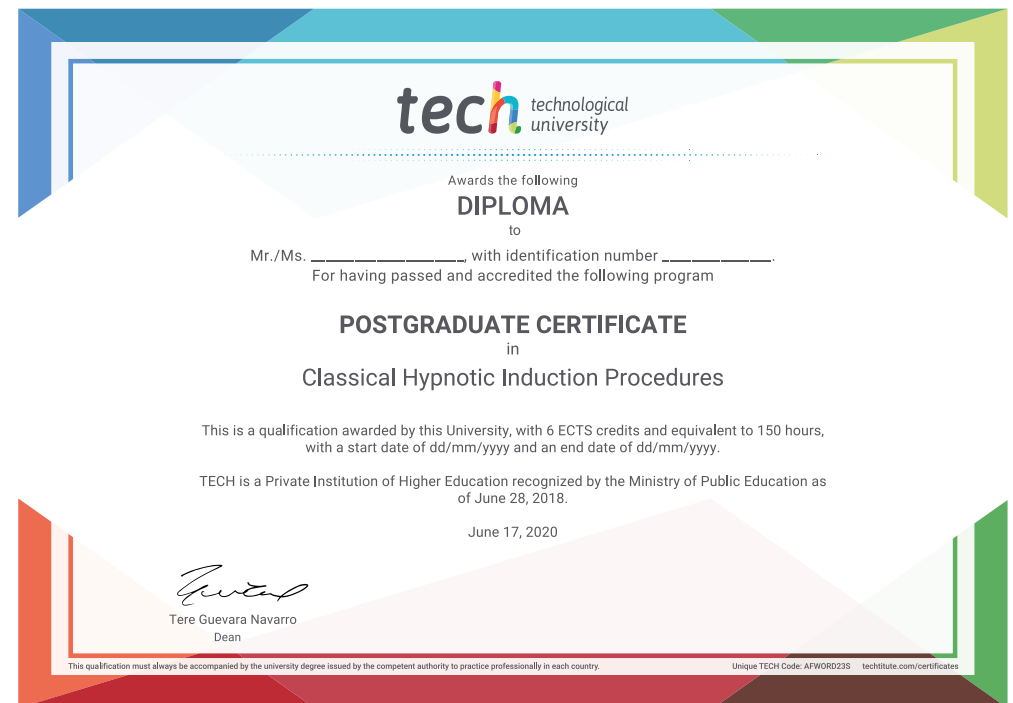 tech technological
university
Awards the following
DIPLOMA
to
Mr./Ms. ____________________, with identification number ______________.
For having passed and accredited the following program
POSTGRADUATE CERTIFICATE
in
Classical Hypnotic Induction Procedures
This is a qualification awarded by this University, with 6 ECTS credits and equivalent to 150 hours,
with a start date of dd/mm/yyyy and an end date of dd/mm/yyyy.
TECH is a Private Institution of Higher Education recognized by the Ministry of Public Education as
of June 28, 2018.
June 17, 2020
Tere Guevara Navarro
Dean
This qualification must always be accompanied by the university degree issued by the competent authority to practice professionally in each country.
Unique TECH Code: AFWORD23S techtitute.com/certificates